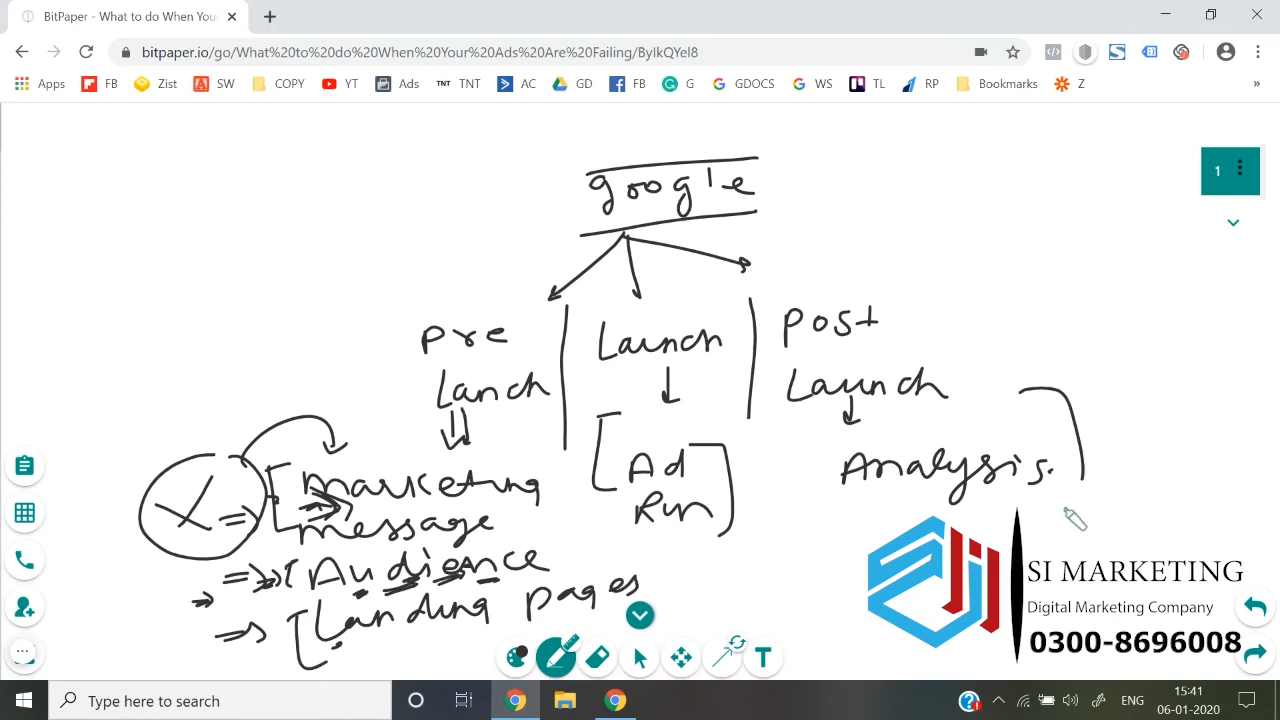 BitPaper - What to do When Your
bitpaper.io/go/What%20to%20do%20When%20Your%20Ads%20Are%20Failing/ByIkQYel8
Apps FB Zist SW COPY YT Ads TNT TNT AC GD FB G GDOCS WS TL RP Bookmarks Z »
1
google
Pre
Lanch
Launch
Post
Launch
Marketing
message
Audience
Landing pages
Ad
Run
Analysis.
SI MARKETING
Digital Marketing Company
0300-8696008
T
Type here to search
ENG
15:41
06-01-2020